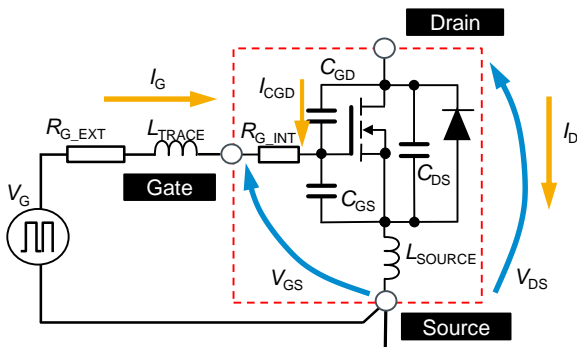 Drain
C_GD
I_G
I_CGD
I_D
R_G_EXT
L_TRACE
R_G_INT
Gate
C_DS
V_G
C_GS
L_SOURCE
V_GS
V_DS
Source